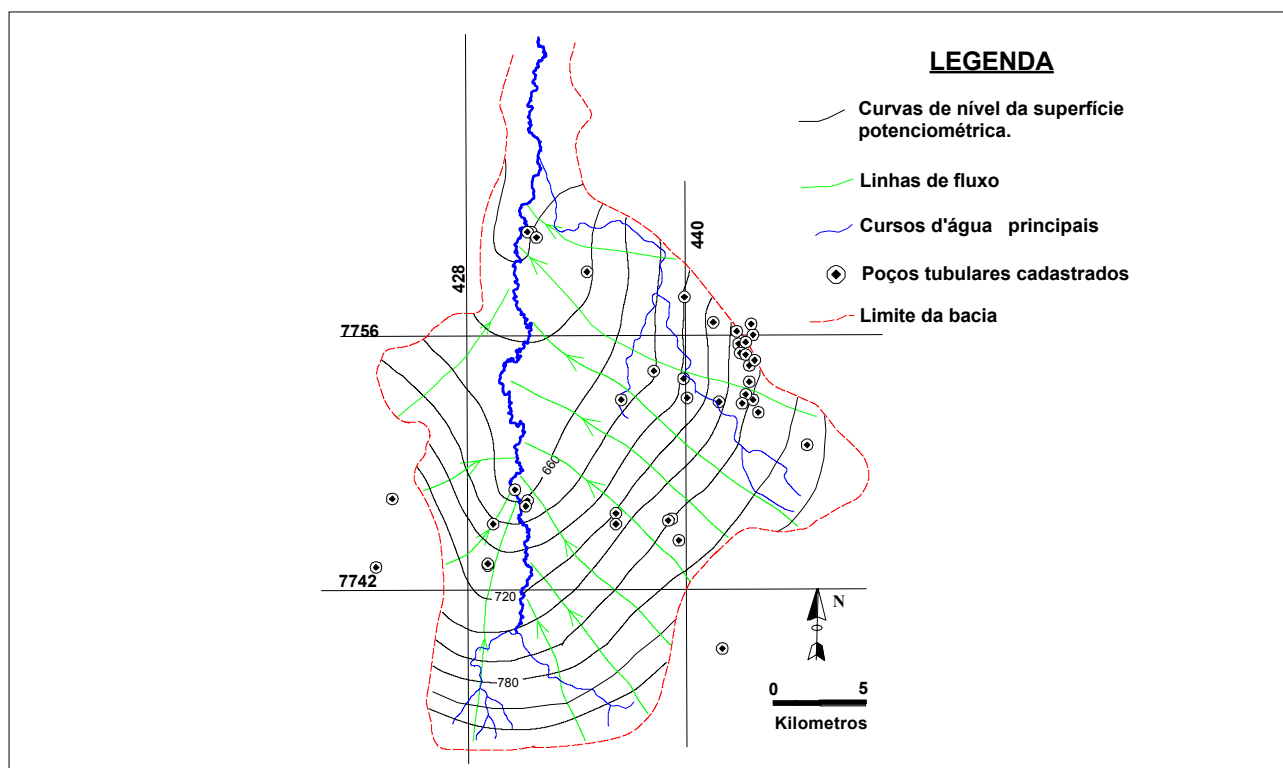 LEGENDA
Curvas de nível da superfície
potenciométrica.
Linhas de fluxo
Cursos d'água principais
Poços tubulares cadastrados
Limite da bacia
428
440
7756
660
7742
720
780
N
0 5
Kilometros